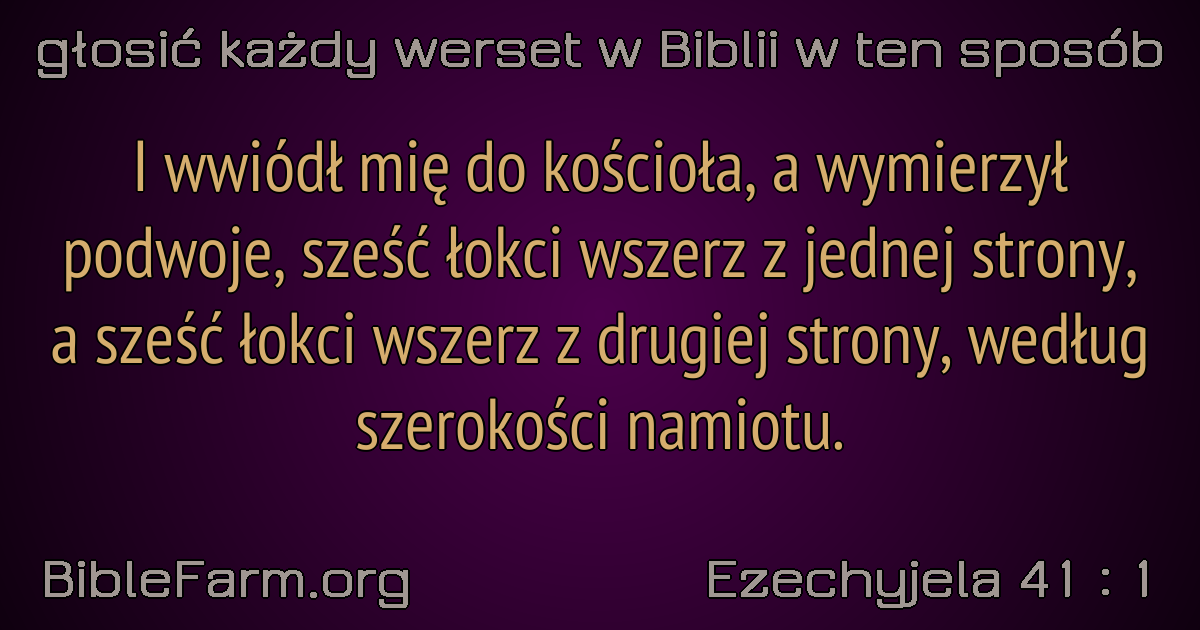 głosić każdy werset w Biblii w ten sposób
I wwiódł mię do kościoła, a wymierzył
podwoje, sześć łokci wszerz z jednej strony,
a sześć łokci wszerz z drugiej strony, według
szerokości namiotu.
BibleFarm.org
Ezechyjela 41 : 1